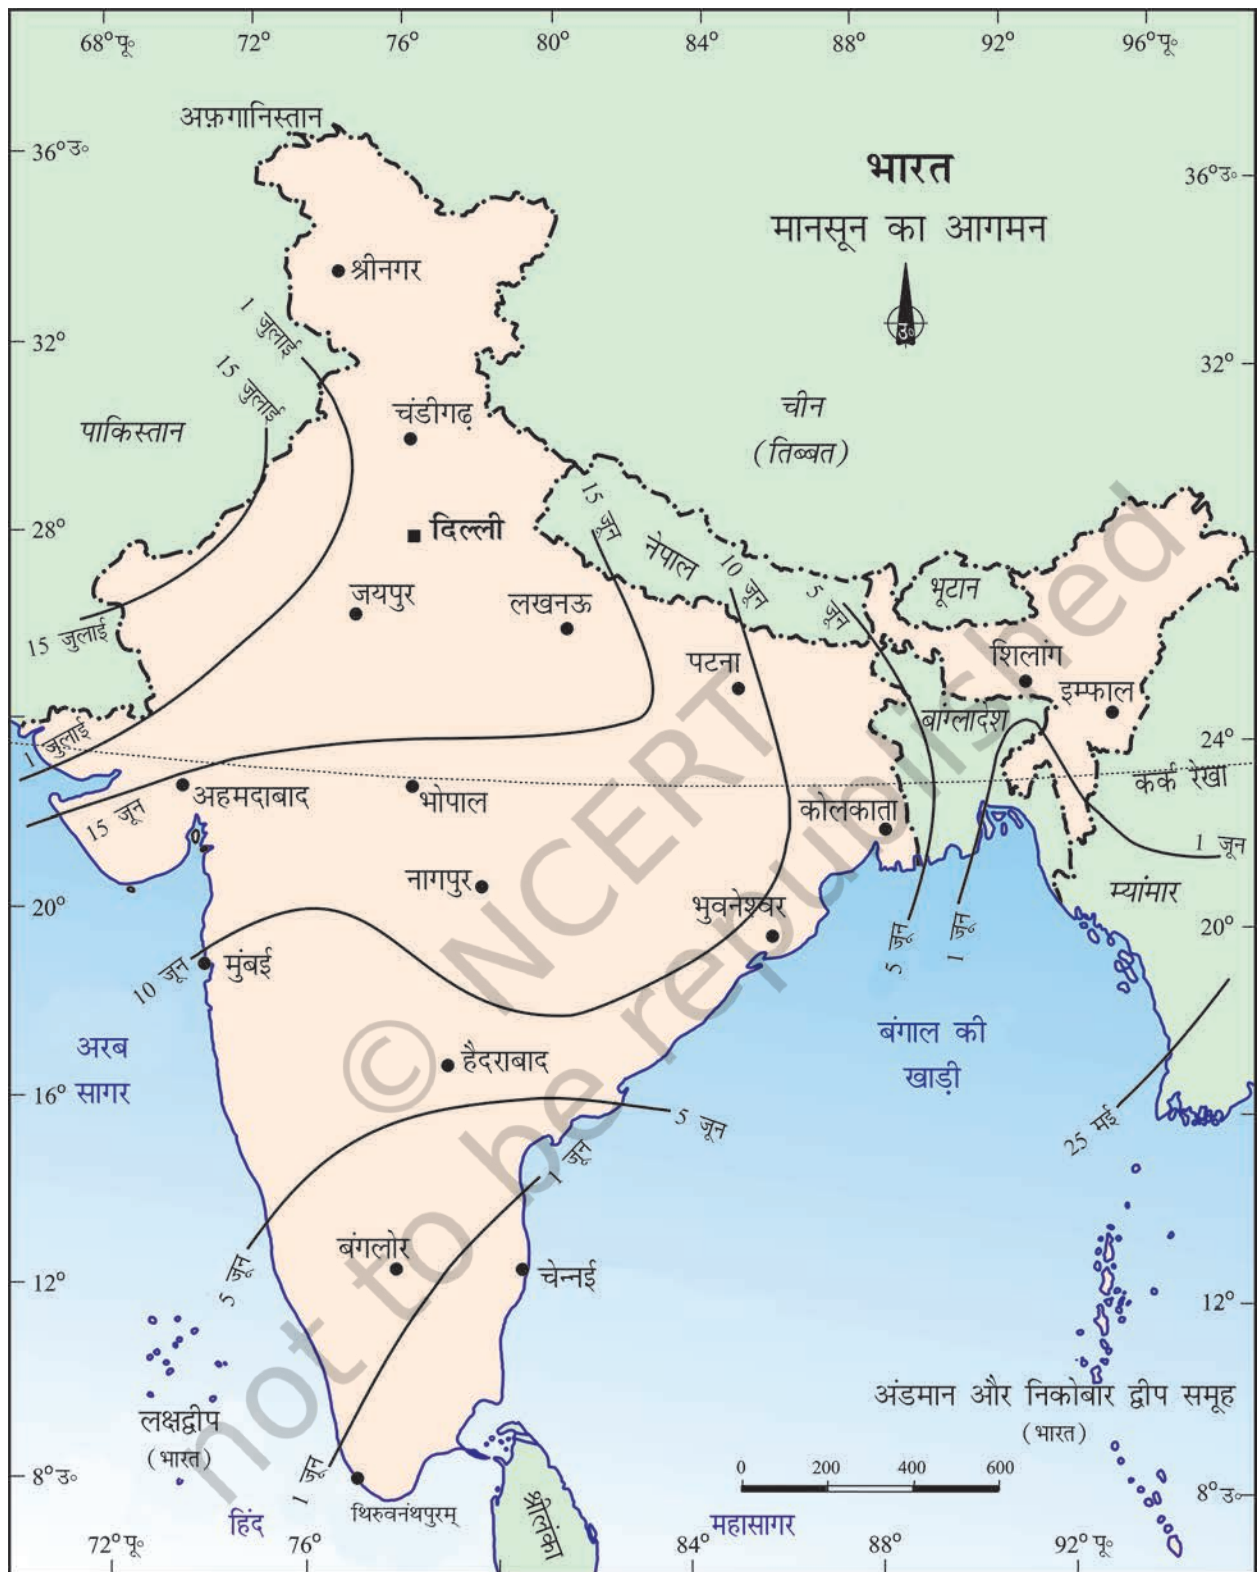 68°पू॰ 72° 76° 80° 84° 88° 92° 96°पू॰
अफ़गानिस्तान
36°उ॰
भारत
36°उ॰
मानसून का आगमन
श्रीनगर
उ॰
1 जुलाई
32°
32°
15 जुलाई
चीन
(तिब्बत)
पाकिस्तान
चंडीगढ़
15 जून
28°
दिल्ली
नेपाल
10 जून
5 जून
भूटान
जयपुर
लखनऊ
15 जुलाई
पटना
शिलांग
इम्फाल
बांग्लादेश
1 जुलाई
24°
कर्क रेखा
अहमदाबाद
भोपाल
कोलकाता
15 जून
1 जून
नागपुर
म्यांमार
20°
भुवनेश्वर
20°
10 जून
मुंबई
5 जून
1 जून
अरब
सागर
बंगाल की
खाड़ी
हैदराबाद
16°
5 जून
25 मई
1 जून
बंगलोर
चेन्नई
5 जून
12°
12°
लक्षद्वीप
(भारत)
अंडमान और निकोबार द्वीप समूह
(भारत)
0 200 400 600
8°उ॰
1 जून
8°उ॰
थिरुवनंथपुरम्
हिंद
महासागर
श्रीलंका
72°पू॰ 76° 84° 88° 92°पू॰
© NCERT
not to be republished